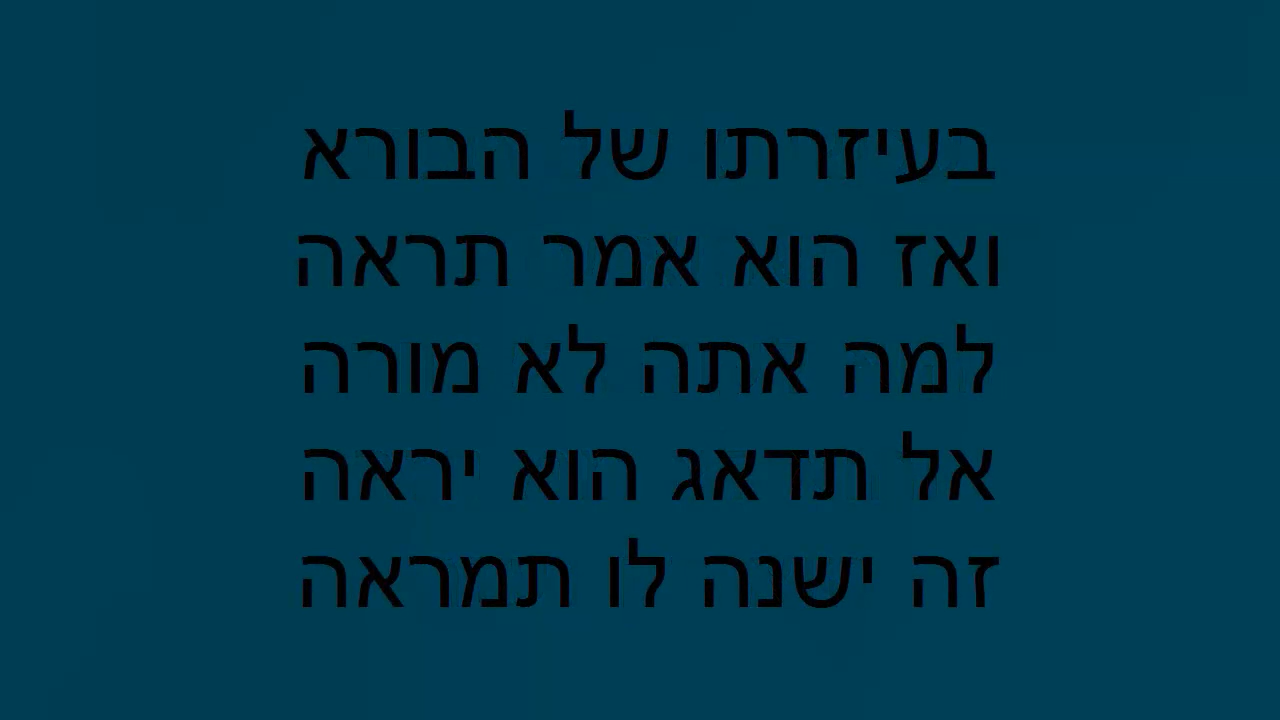 בעיזרתו של הבורא
ואז הוא אמר תראה
למה אתה לא מורה
אל תדאג הוא יראה
זה ישנה לו תמראה